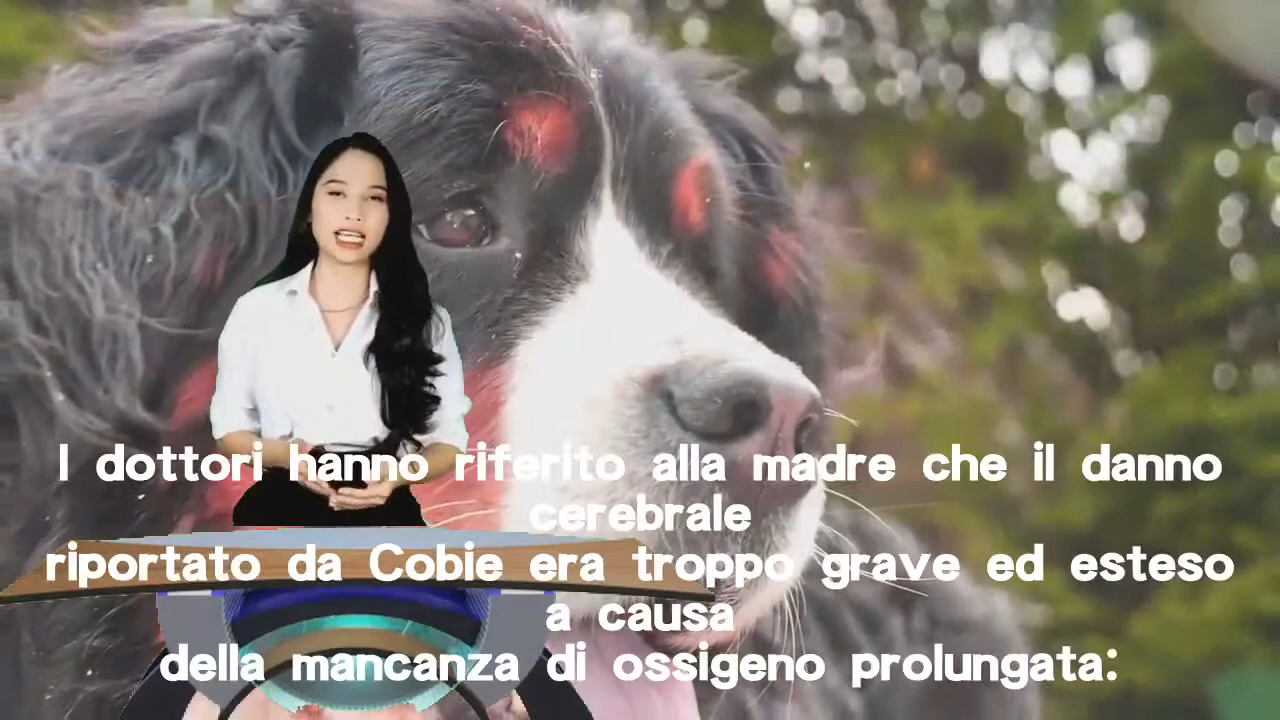 I dottori hanno riferito alla madre che il danno
cerebrale
riportato da Cobie era troppo grave ed esteso
a causa
della mancanza di ossigeno prolungata: